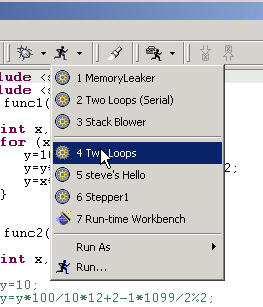 lude <s
lude <s
func1(
int x,
for (x
y=10
y=y* 2;
y=x*
}
func2(
int x,
y=10;
y=y*100/10*12+2-1*1099/2%2;
1 MemoryLeaker
2 Two Loops (Serial)
3 Stack Blower
4 Two Loops
5 steve's Hello
6 Stepper1
7 Run-time Workbench
Run As
Run...